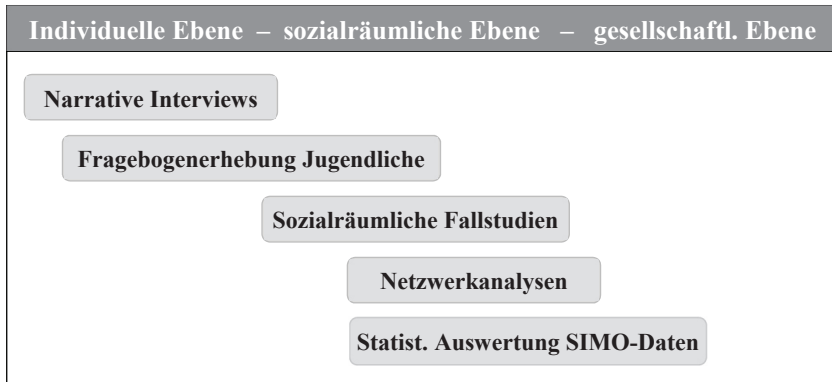 Individuelle Ebene – sozialräumliche Ebene – gesellschaftl. Ebene
Narrative Interviews
Fragebogenerhebung Jugendliche
Sozialräumliche Fallstudien
Netzwerkanalysen
Statist. Auswertung SIMO-Daten